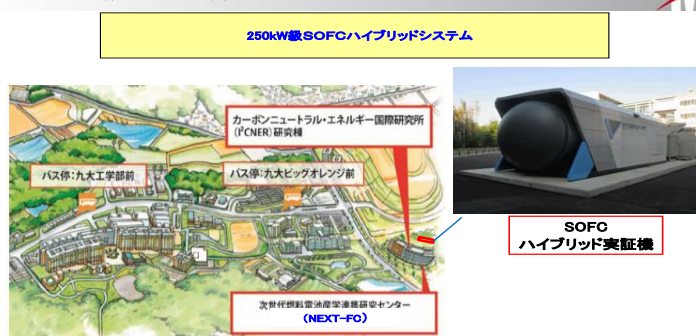 250kW級SOFCハイブリッドシステム
カーボンニュートラル・エネルギー国際研究所
(I²CNER)研究棟
バス停:九大工学部前
バス停:九大ビッグオレンジ前
SOFC
ハイブリッド実証機
次世代燃料電池産学連携研究センター
(NEXT-FC)